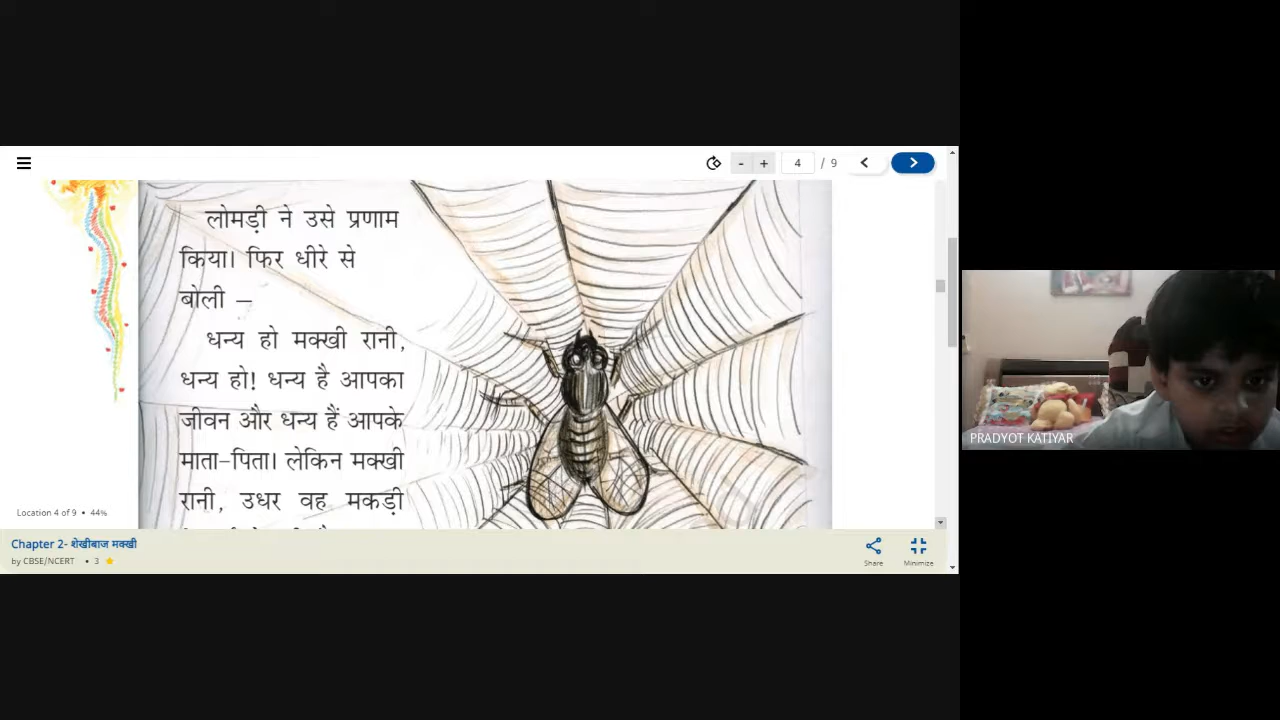 4 / 9
लोमड़ी ने उसे प्रणाम
किया। फिर धीरे से
बोली –
धन्य हो मक्खी रानी,
धन्य हो! धन्य है आपका
जीवन और धन्य हैं आपके
माता-पिता। लेकिन मक्खी
रानी, उधर वह मकड़ी
Location 4 of 9 • 44%
Chapter 2- शेखीबाज मक्खी
by CBSE/NCERT • 3
Share
Minimize
PRADYOT KATIYAR